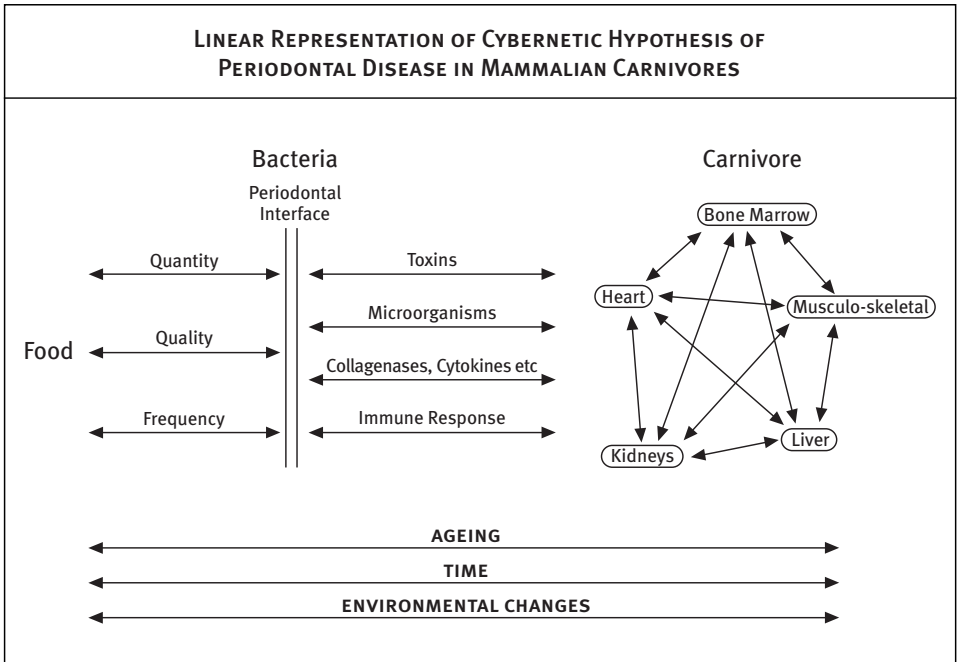 LINEAR REPRESENTATION OF CYBERNETIC HYPOTHESIS OF
PERIODONTAL DISEASE IN MAMMALIAN CARNIVORES
Bacteria
Periodontal
Interface
Food
Quantity
Quality
Frequency
Toxins
Microorganisms
Collagenases, Cytokines etc
Immune Response
Carnivore
Bone Marrow
Heart
Musculo-skeletal
Kidneys
Liver
AGEING
TIME
ENVIRONMENTAL CHANGES